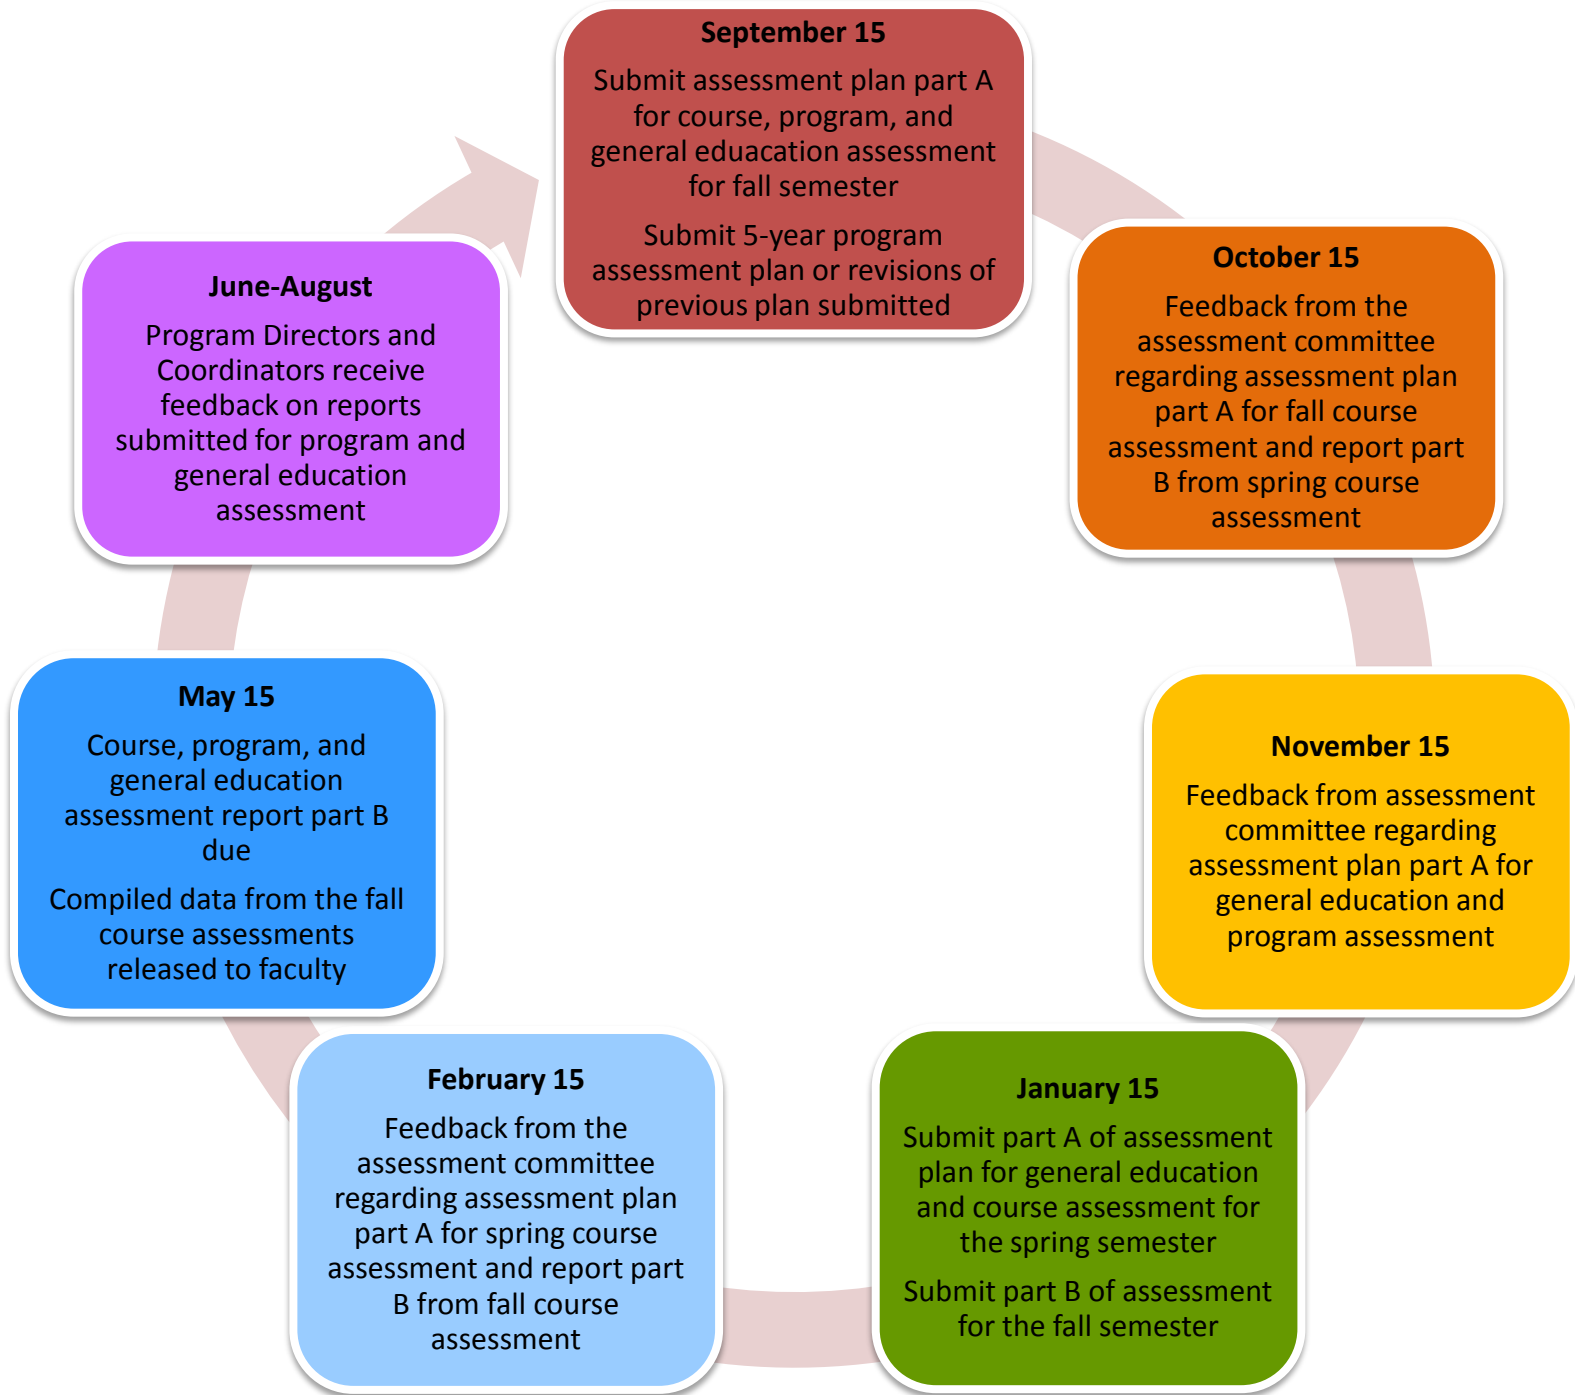 September 15
Submit assessment plan part A
for course, program, and
general eduacation assessment
for fall semester
Submit 5-year program
assessment plan or revisions of
previous plan submitted
October 15
Feedback from the
assessment committee
regarding assessment plan
part A for fall course
assessment and report part
B from spring course
assessment
November 15
Feedback from assessment
committee regarding
assessment plan part A for
general education and
program assessment
January 15
Submit part A of assessment
plan for general education
and course assessment for
the spring semester
Submit part B of assessment
for the fall semester
February 15
Feedback from the
assessment committee
regarding assessment plan
part A for spring course
assessment and report part
B from fall course
assessment
May 15
Course, program, and
general education
assessment report part B
due
Compiled data from the fall
course assessments
released to faculty
June-August
Program Directors and
Coordinators receive
feedback on reports
submitted for program and
general education
assessment